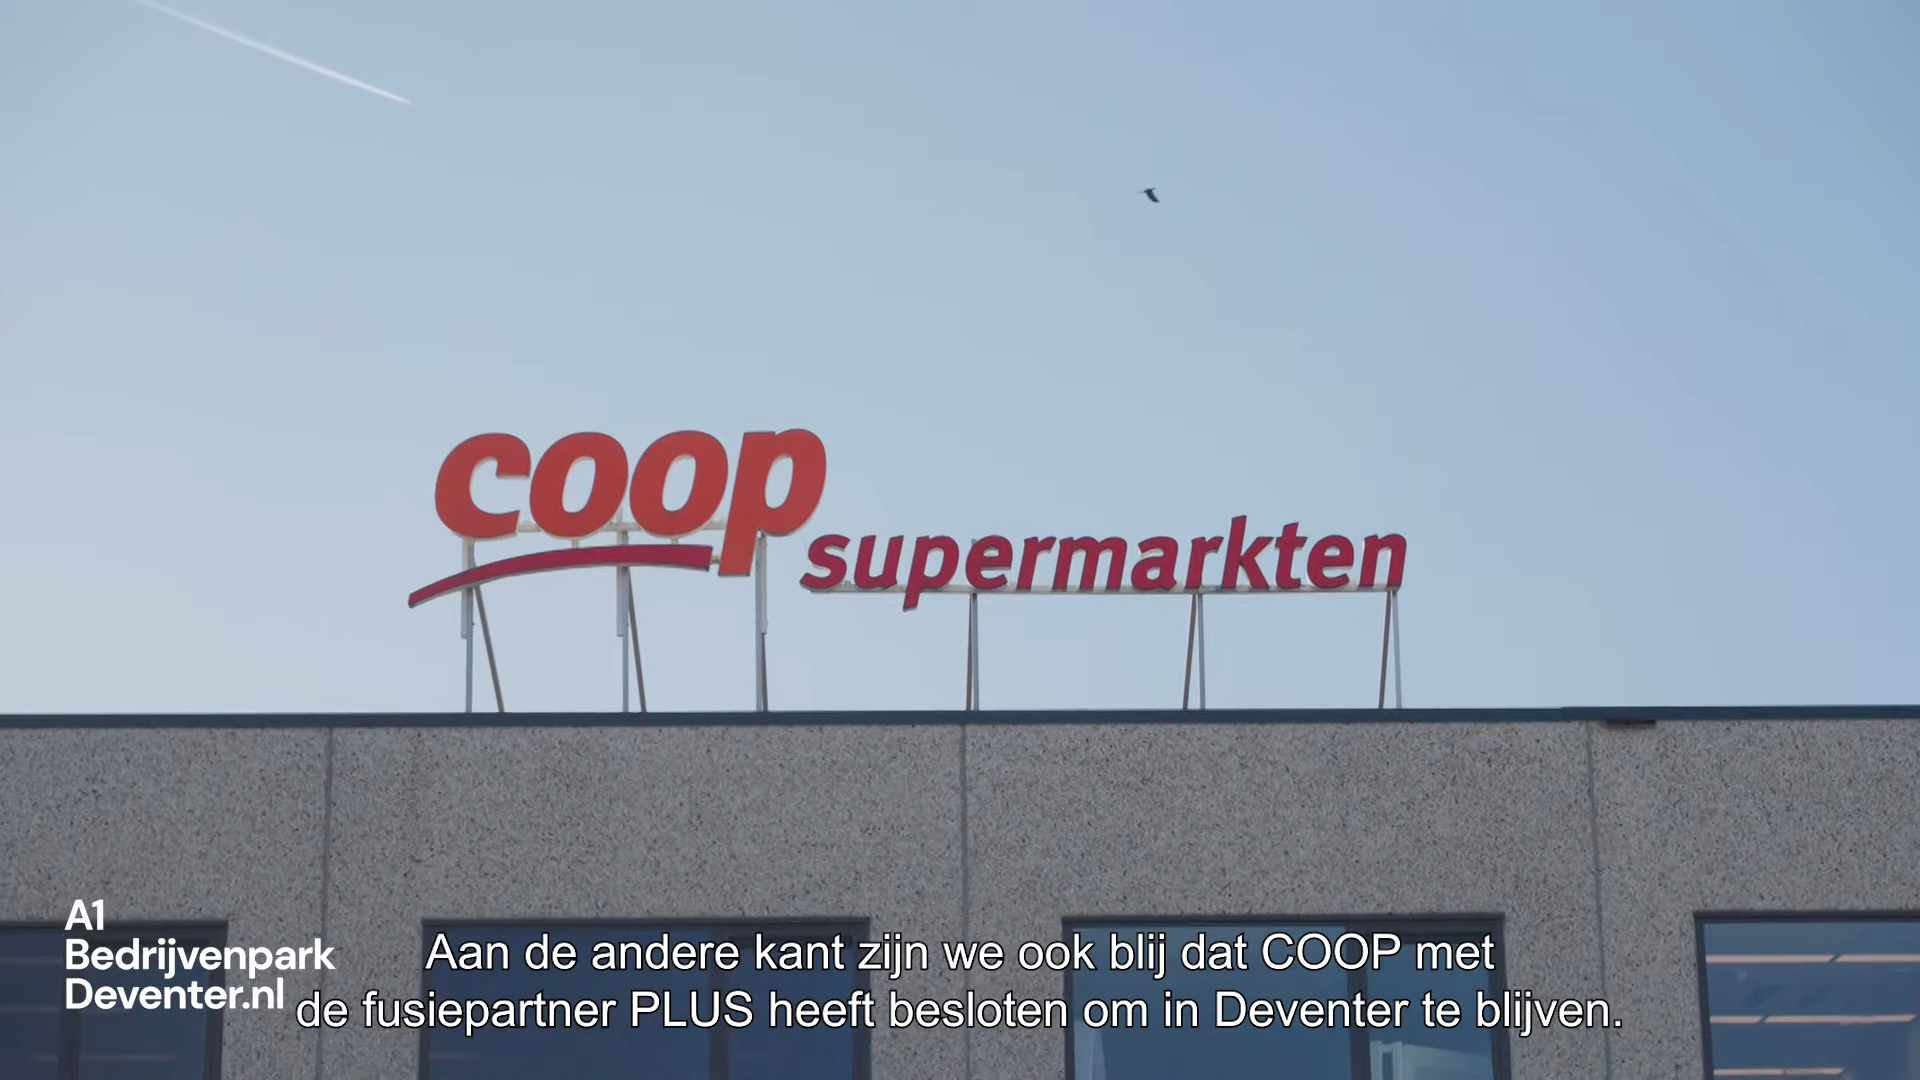 coop
supermarkten
A1
Bedrijvenpark
Deventer.nl
Aan de andere kant zijn we ook blij dat COOP met
de fusiepartner PLUS heeft besloten om in Deventer te blijven.